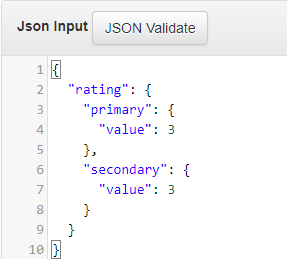 Json Input JSON Validate
1 {
2   "rating": {
3     "primary": {
4       "value": 3
5     },
6     "secondary": {
7       "value": 3
8     }
9   }
10 }